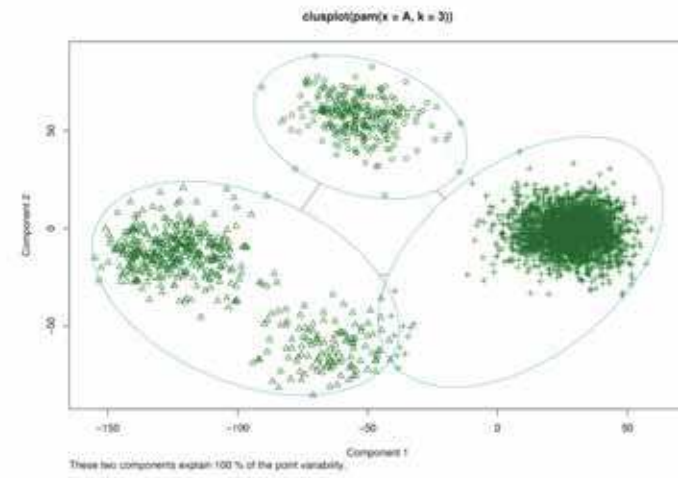 clusplot(pam(x = A, k = 3))
Component 2
50
0
−50
−150
−100
−50
0
50
Component 1
These two components explain 100 % of the point variability.